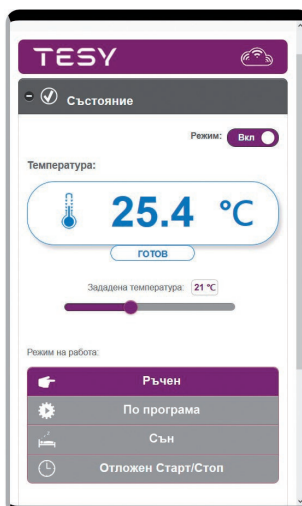 TESY
Състояние
Режим: Вкл
Температура:
25.4 °C
ГОТОВ
Зададена температура: 21 °C
Режим на работа:
Ръчен
По програма
Сън
Отложен Старт/Стоп